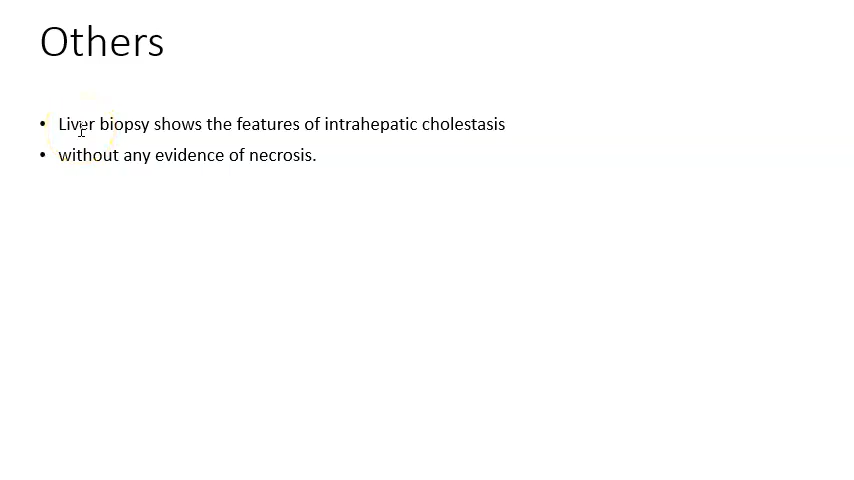 Others
• Liver biopsy shows the features of intrahepatic cholestasis
• without any evidence of necrosis.